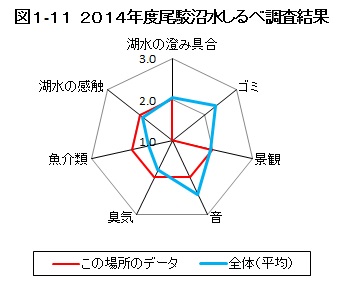 図1-11 2014年度尾駮沼水しるべ調査結果
湖水の澄み具合
3.0
湖水の感触
ゴミ
2.0
魚介類
1.0
景観
臭気
音
この場所のデータ
全体(平均)